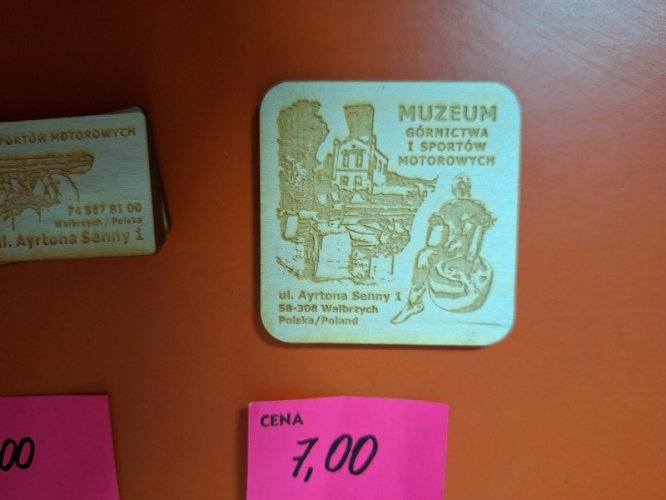 PORTÓW MOTOROWYCH
74 887 81 00
Wałbrzych / Polska
ul. Ayrtona Senny 1
MUZEUM
GÓRNICTWA
I SPORTÓW
MOTOROWYCH
ul. Ayrtona Senny 1
58-308 Wałbrzych
Polska/Poland
00
CENA
7,00